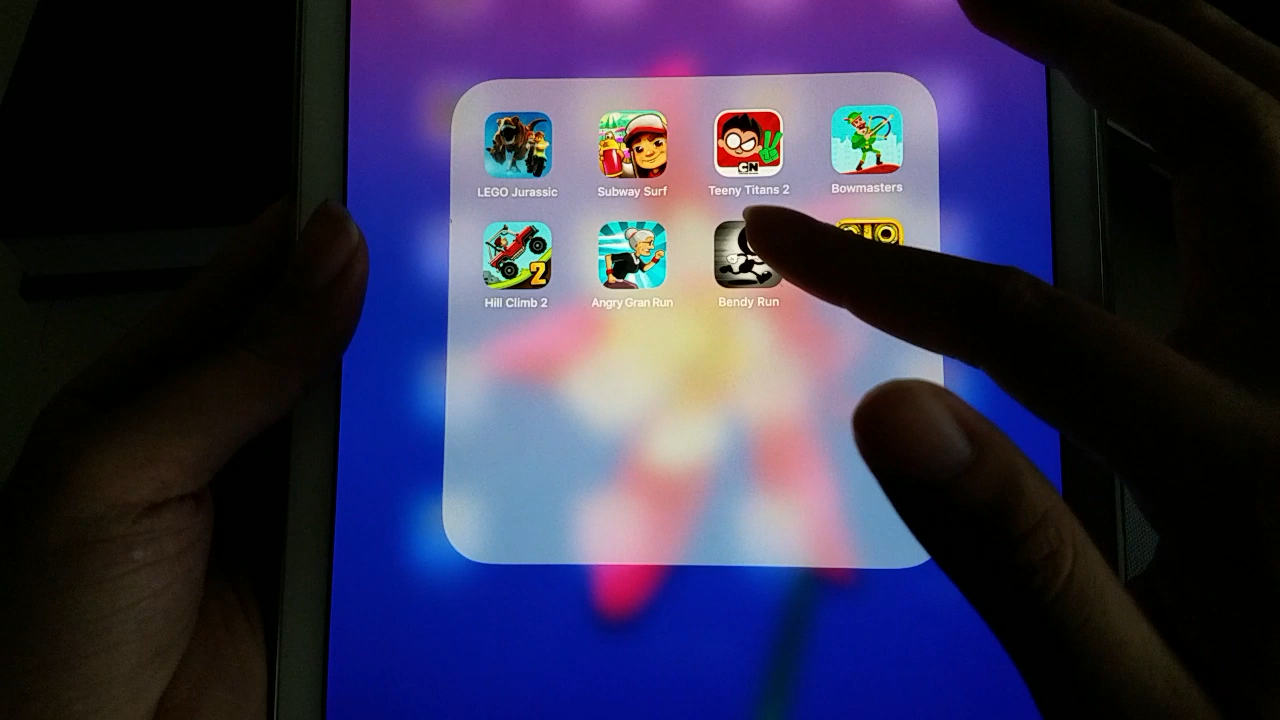 CN
LEGO Jurassic
Subway Surf
Teeny Titans 2
Bowmasters
2
Hill Climb 2
Angry Gran Run
Bendy Run